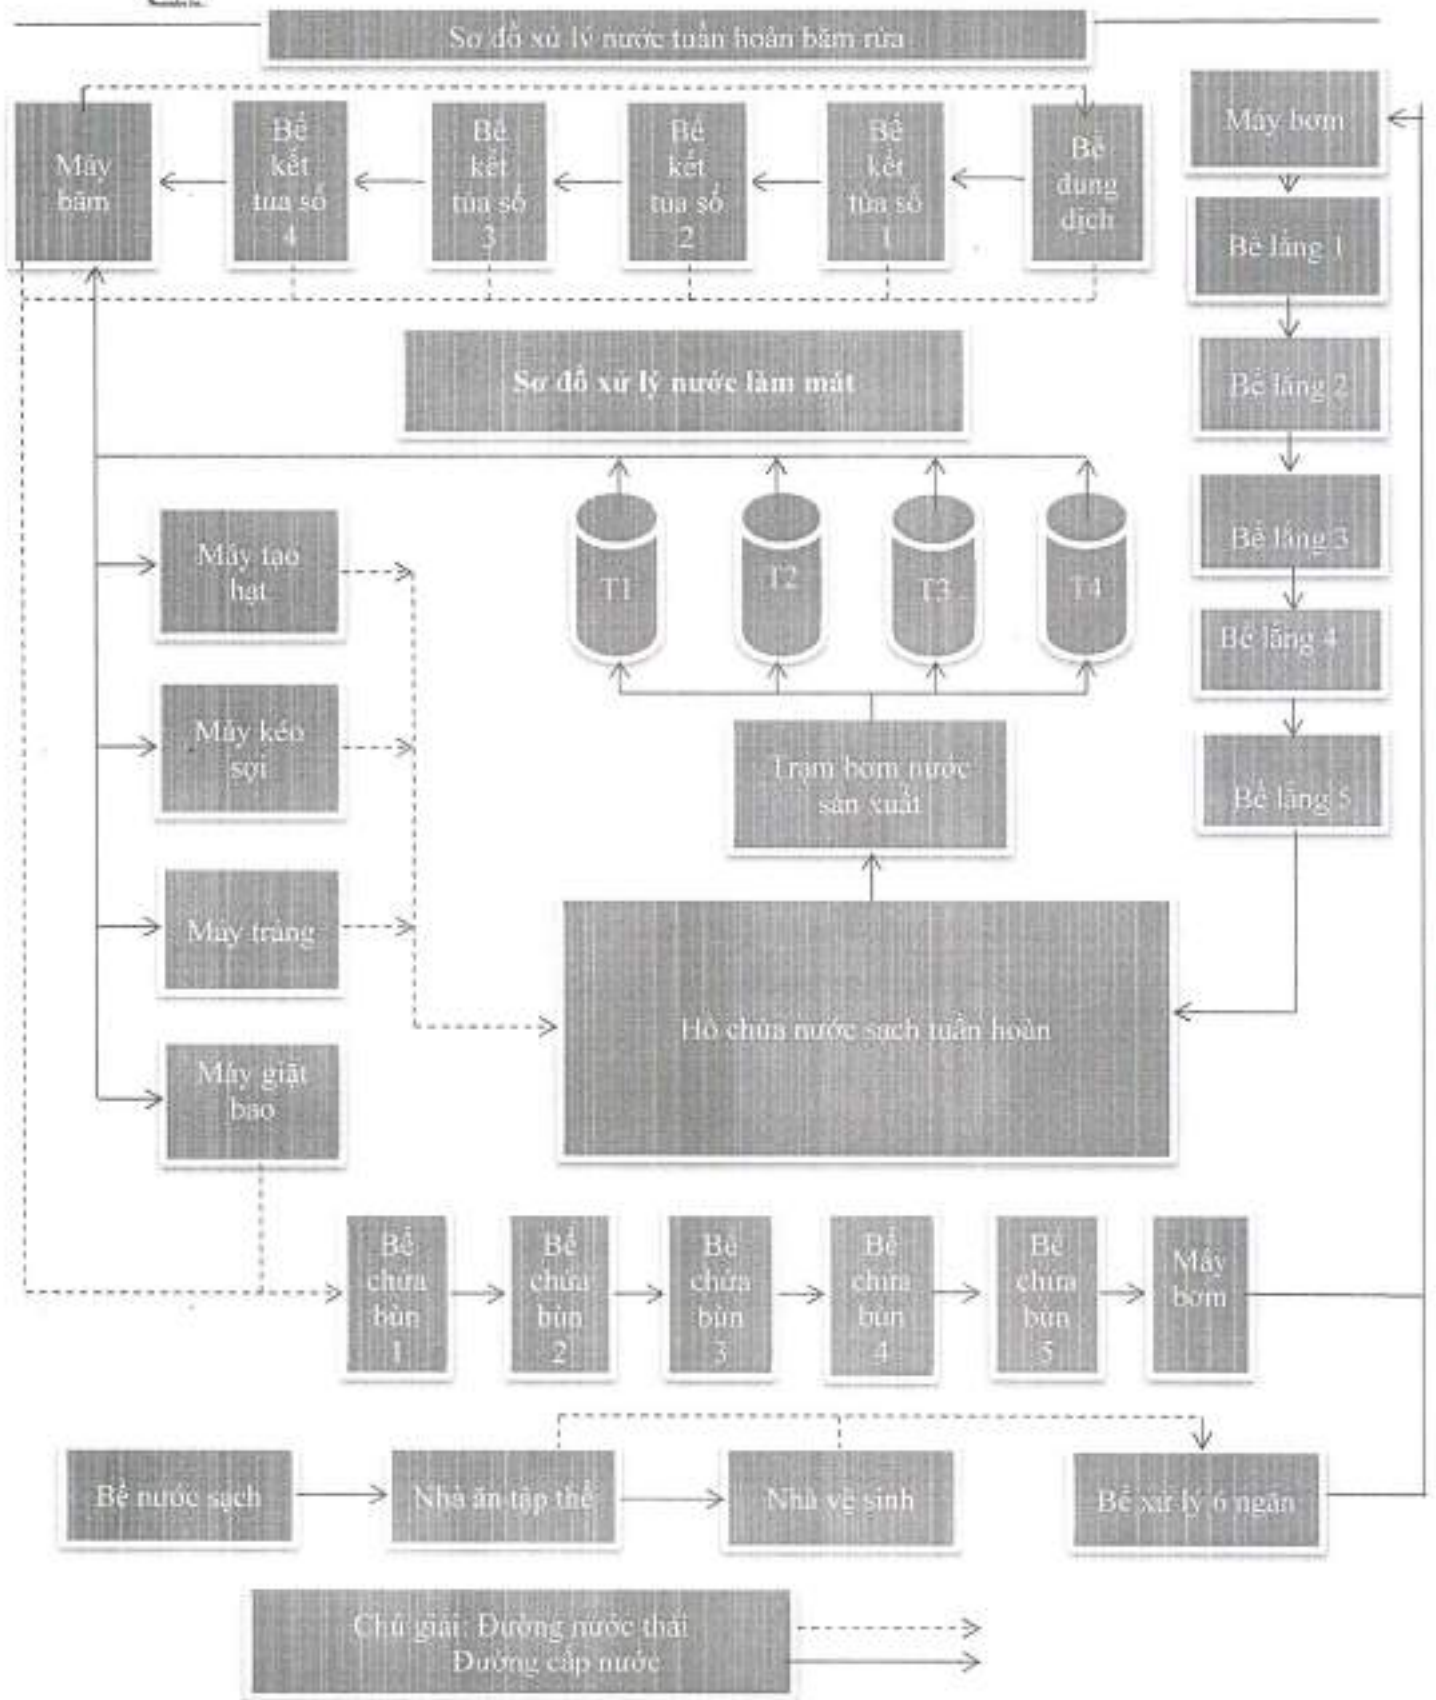 Sơ đồ xử lý nước tuần hoàn băm rửa
Máy
băm
Bể
kết
tủa số
4
Bể
kết
tủa số
3
Bể
kết
tủa số
2
Bể
kết
tủa số
1
Bể
dung
dịch
Máy bơm
Bể lắng 1
Sơ đồ xử lý nước làm mát
Bể lắng 2
Bể lắng 3
Bể lắng 4
Bể lắng 5
Máy tạo
hạt
T1
T2
T3
T4
Máy kéo
sợi
Trạm bơm nước
sản xuất
Máy tráng
Hồ chứa nước sạch tuần hoàn
Máy giặt
bao
Bể
chứa
bùn
1
Bể
chứa
bùn
2
Bể
chứa
bùn
3
Bể
chứa
bùn
4
Bể
chứa
bùn
5
Máy
bơm
Bể nước sạch
Nhà ăn tập thể
Nhà vệ sinh
Bể xử lý 6 ngăn
Chú giải: Đường nước thải
Đường cấp nước